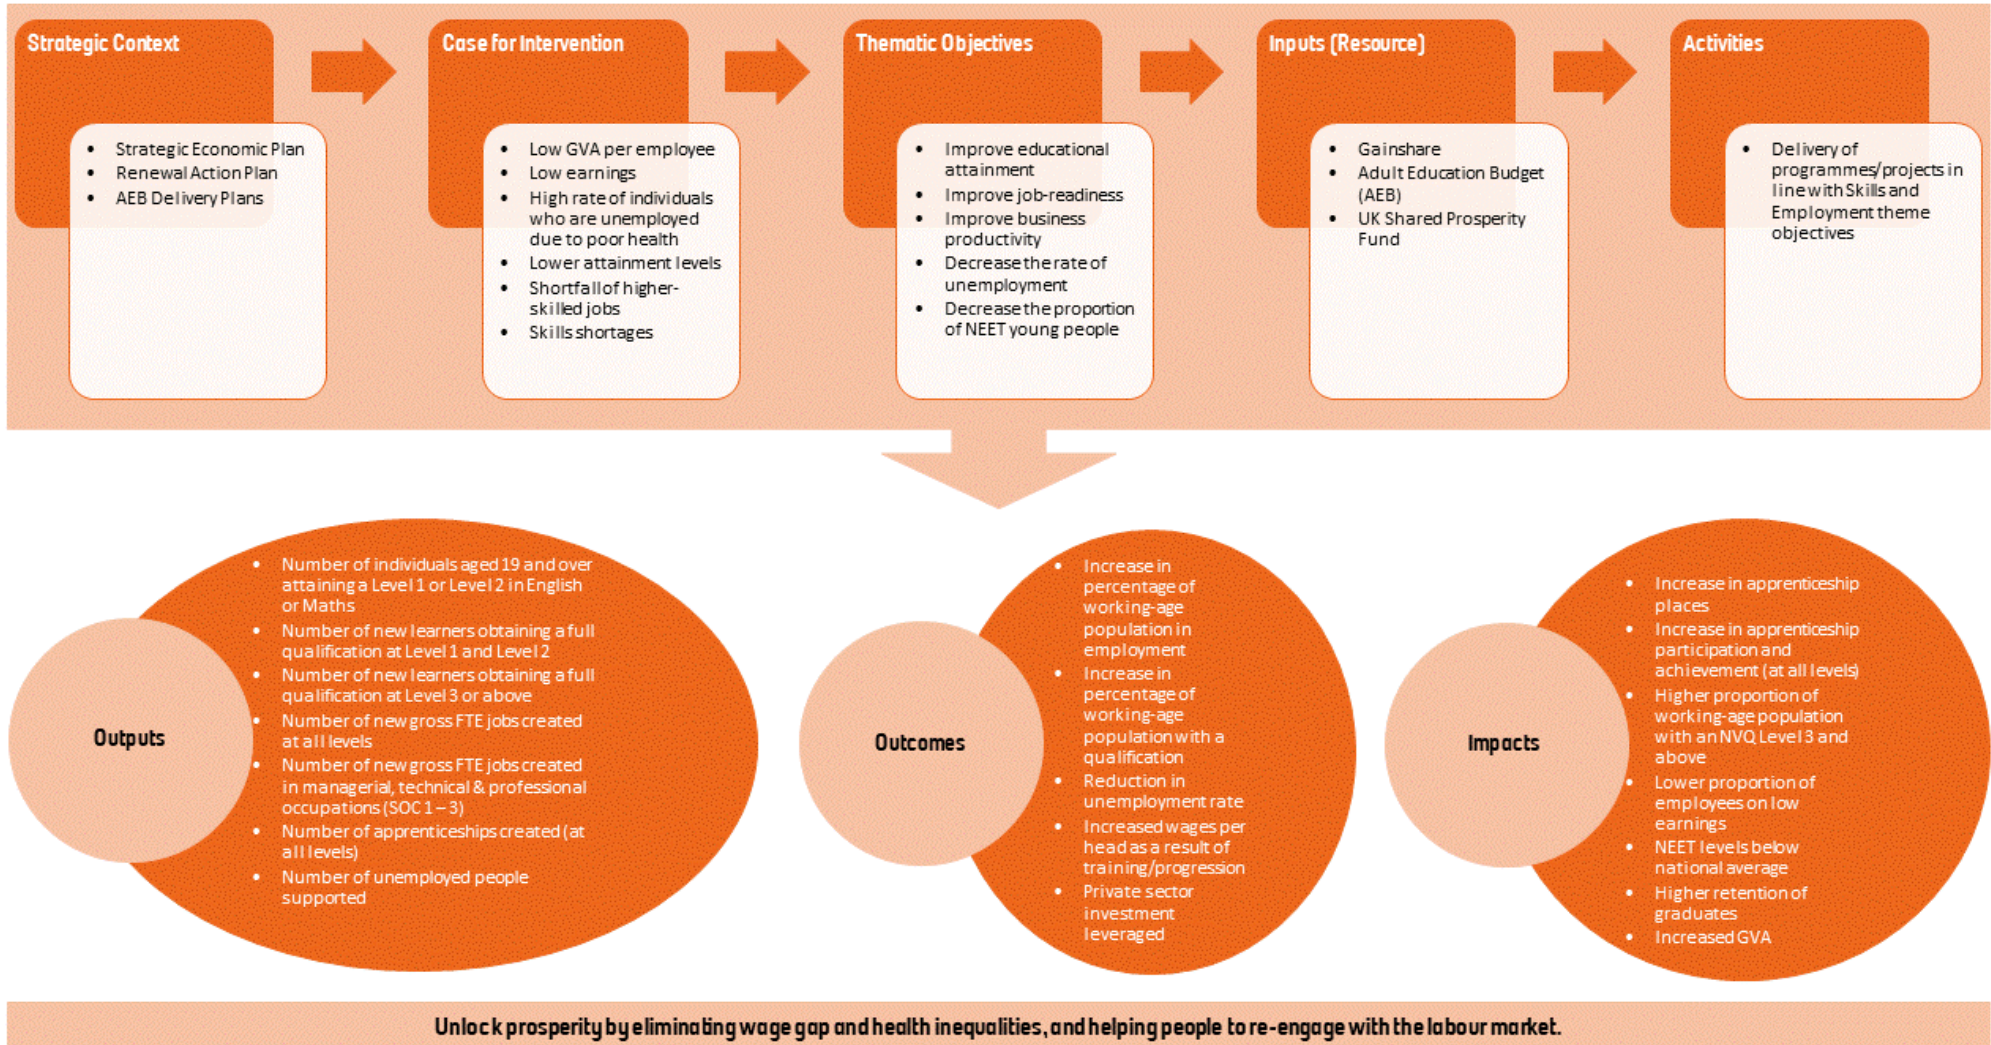 Strategic Context
• Strategic Economic Plan
• Renewal Action Plan
• AEB Delivery Plans
Case for Intervention
• Low GVA per employee
• Low earnings
• High rate of individuals
who are unemployed
due to poor health
• Lower attainment levels
• Shortfall of higher-
skilled jobs
• Skills shortages
Thematic Objectives
• Improve educational
attainment
• Improve job-readiness
• Improve business
productivity
• Decrease the rate of
unemployment
• Decrease the proportion
of NEET young people
Inputs (Resource)
• Gainshare
• Adult Education Budget
(AEB)
• UK Shared Prosperity
Fund
Activities
• Delivery of
programmes/projects in
line with Skills and
Employment theme
objectives
Outputs
• Number of individuals aged 19 and over
attaining a Level 1 or Level 2 in English
or Maths
• Number of new learners obtaining a full
qualification at Level 1 and Level 2
• Number of new learners obtaining a full
qualification at Level 3 or above
• Number of new gross FTE jobs created
at all levels
• Number of new gross FTE jobs created
in managerial, technical & professional
occupations (SOC 1 – 3)
• Number of apprenticeships created (at
all levels)
• Number of unemployed people
supported
Outcomes
• Increase in
percentage of
working-age
population in
employment
• Increase in
percentage of
working-age
population with a
qualification
• Reduction in
unemployment rate
• Increased wages per
head as a result of
training/progression
• Private sector
investment
leveraged
Impacts
• Increase in apprenticeship
places
• Increase in apprenticeship
participation and
achievement (at all levels)
• Higher proportion of
working-age population
with an NVQ Level 3 and
above
• Lower proportion of
employees on low
earnings
• NEET levels below
national average
• Higher retention of
graduates
• Increased GVA
Unlock prosperity by eliminating wage gap and health inequalities, and helping people to re-engage with the labour market.